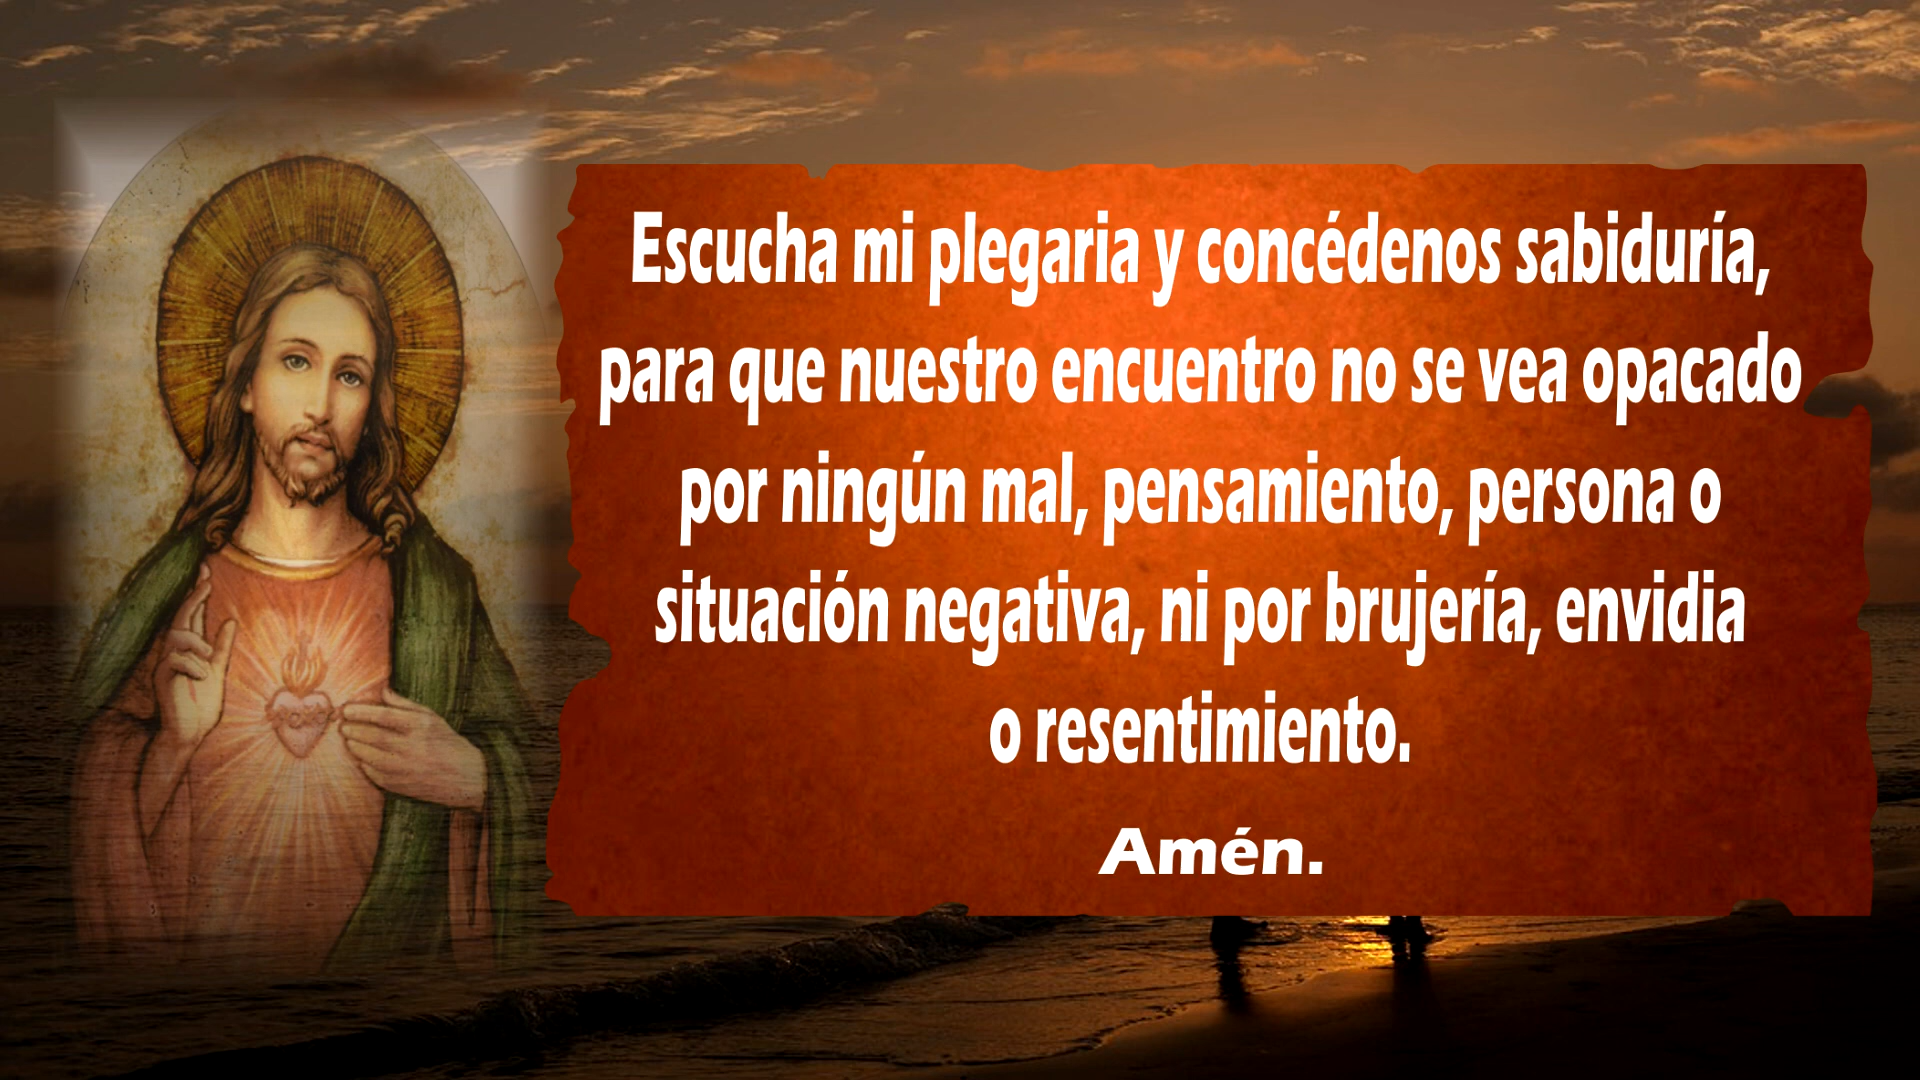 Escucha mi plegaria y concédenos sabiduría,
para que nuestro encuentro no se vea opacado
por ningún mal, pensamiento, persona o
situación negativa, ni por brujería, envidia
o resentimiento.
Amén.